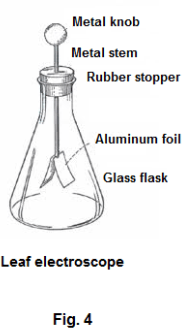 Metal knob
Metal stem
Rubber stopper
Aluminum foil
Glass flask
Leaf electroscope
Fig. 4